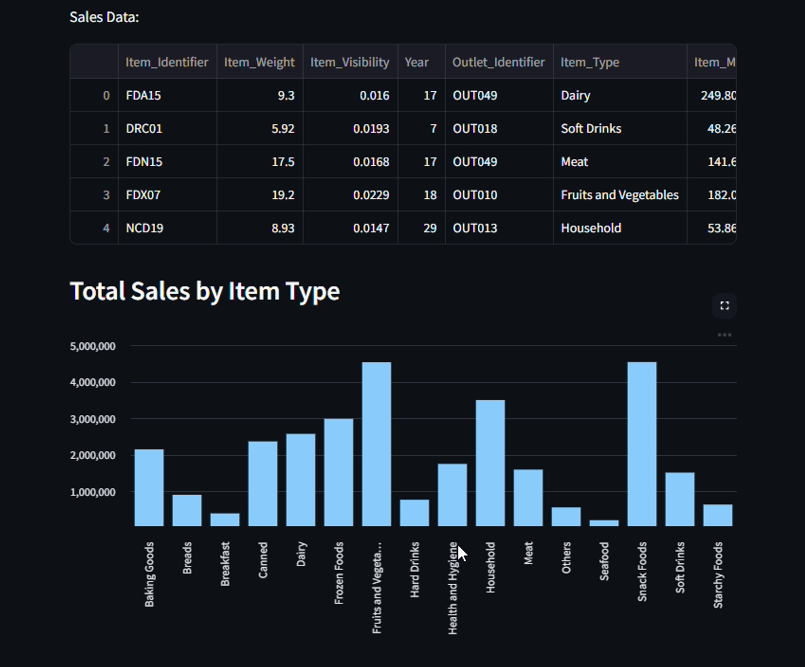 Sales Data:
Item_Identifier Item_Weight Item_Visibility Year Outlet_Identifier Item_Type Item_M
0 FDA15 9.3 0.016 17 OUT049 Dairy 249.80
1 DRC01 5.92 0.0193 7 OUT018 Soft Drinks 48.26
2 FDN15 17.5 0.0168 17 OUT049 Meat 141.6
3 FDX07 19.2 0.0229 18 OUT010 Fruits and Vegetables 182.0
4 NCD19 8.93 0.0147 29 OUT013 Household 53.86
Total Sales by Item Type
5,000,000
4,000,000
3,000,000
2,000,000
1,000,000
Baking Goods
Breads
Breakfast
Canned
Dairy
Frozen Foods
Fruits and Vegeta…
Hard Drinks
Health and Hygiene
Household
Meat
Others
Seafood
Snack Foods
Soft Drinks
Starchy Foods